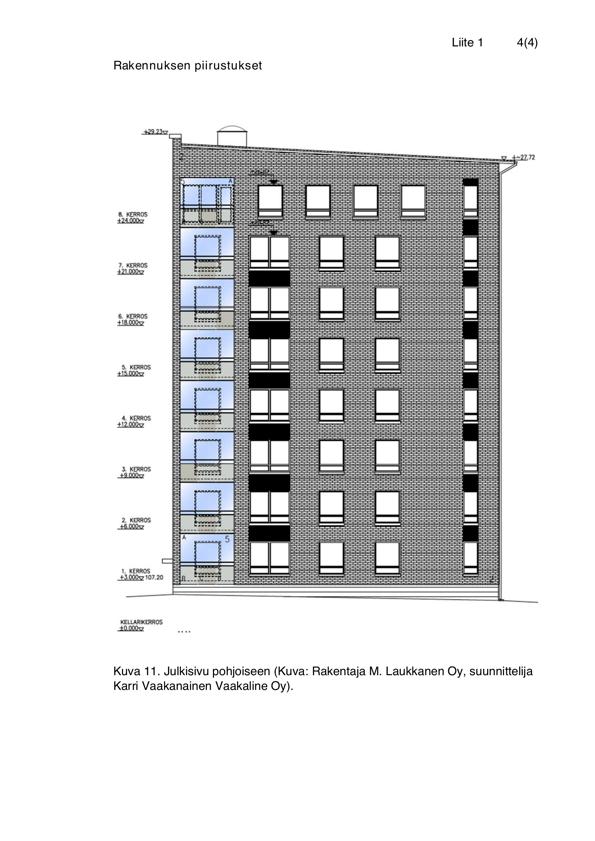 Liite 1 4(4)
Rakennuksen piirustukset
+29.23
+-27.72
2
A
8. KERROS
+24.000
7. KERROS
+21.000
6. KERROS
+18.000
5. KERROS
+15.000
4. KERROS
+12.000
3. KERROS
+9.000
2. KERROS
+6.000
A 5
1. KERROS
+3.000 107.20
B
KELLARIKERROS
±0.000
Kuva 11. Julkisivu pohjoiseen (Kuva: Rakentaja M. Laukkanen Oy, suunnittelija
Karri Vaakanainen Vaakaline Oy).